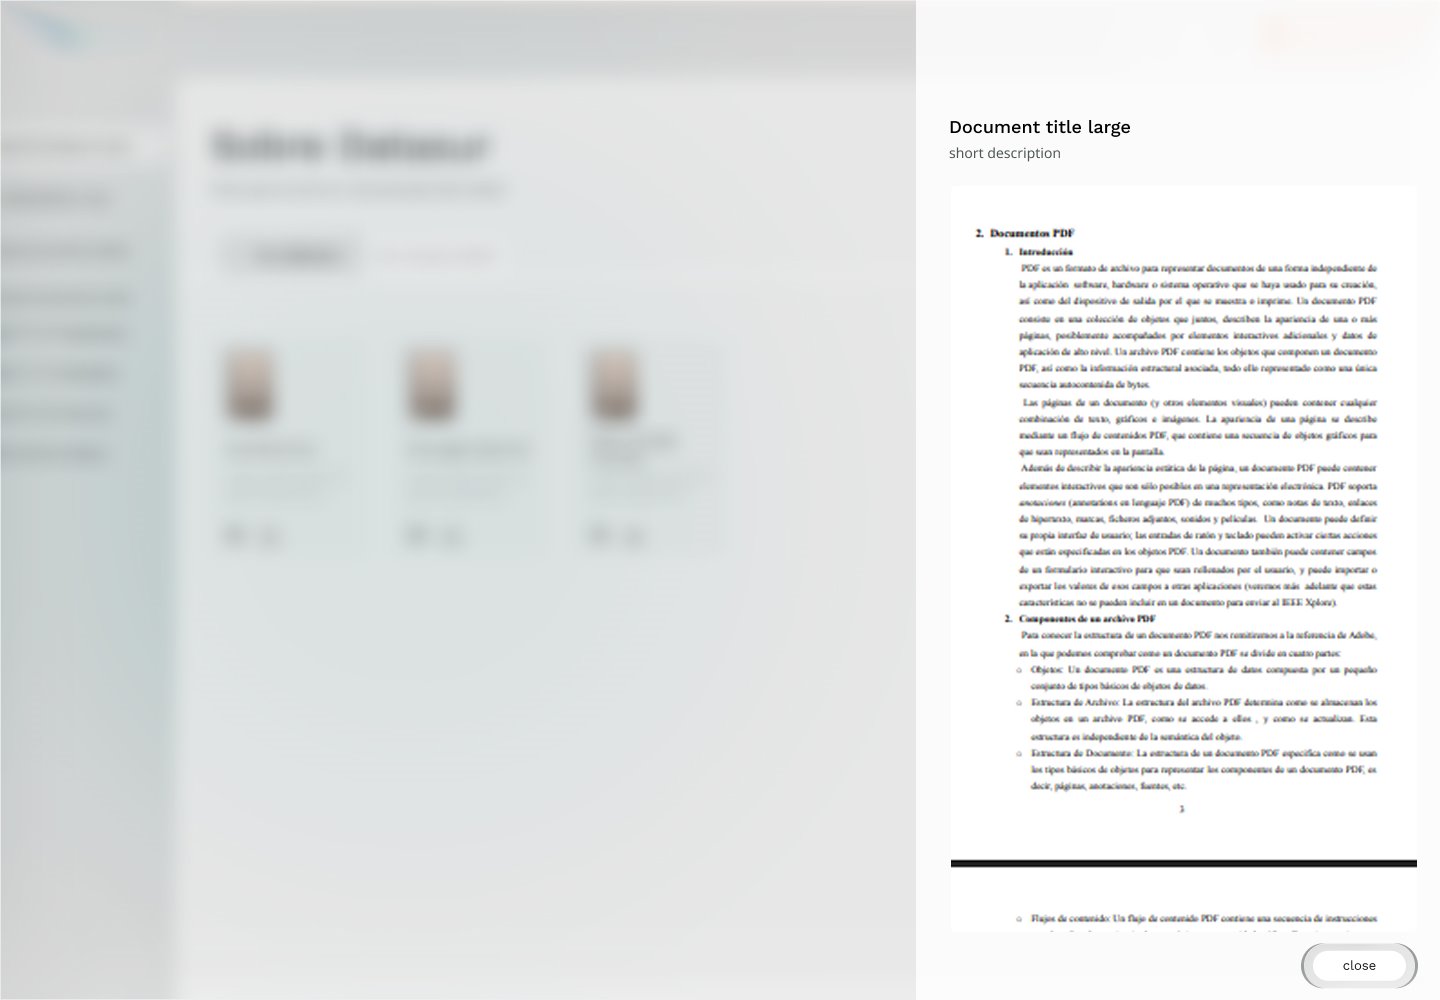 Sobre Datasur
Document title large
short description
2. Documentos PDF
1. Introducción
PDF es un formato de archivo para representar documentos de una forma independiente de
la aplicación software, hardware o sistema operativo que se haya usado para su creación,
así como del dispositivo de salida por el que se muestra o imprime. Un documento PDF
consiste en una colección de objetos que juntos, describen la apariencia de una o más
páginas, posiblemente acompañados por elementos interactivos adicionales y datos de
aplicación de alto nivel. Un archivo PDF contiene los objetos que componen un documento
PDF, así como la información estructural asociada, todo ello representado como una única
secuencia autocontenida de bytes.
Las páginas de un documento (y otros elementos visuales) pueden contener cualquier
combinación de texto, gráficos e imágenes. La apariencia de una página se describe
mediante un flujo de contenidos PDF, que contiene una secuencia de objetos gráficos para
que sean representados en la pantalla.
Además de describir la apariencia estática de la página, un documento PDF puede contener
elementos interactivos que son sólo posibles en una representación electrónica. PDF soporta
anotaciones (annotations en lenguaje PDF) de muchos tipos, como notas de texto, enlaces
de hipertexto, marcas, ficheros adjuntos, sonidos y películas. Un documento puede definir
su propia interfaz de usuario; las entradas de ratón y teclado pueden activar ciertas acciones
que están especificadas en los objetos PDF. Un documento también puede contener campos
de un formulario interactivo para que sean rellenados por el usuario, y puede importar o
exportar los valores de esos campos a otras aplicaciones (veremos más adelante que estas
características no se pueden incluir en un documento para enviar al IEEE Xplore).
2. Componentes de un archivo PDF
Para conocer la estructura de un documento PDF nos remitiremos a la referencia de Adobe,
en la que podemos comprobar como un documento PDF se divide en cuatro partes:
o Objetos: Un documento PDF es una estructura de datos compuesta por un pequeño
conjunto de tipos básicos de objetos de datos.
o Estructura de Archivo: La estructura del archivo PDF determina como se almacenan los
objetos en un archivo PDF, como se accede a ellos , y como se actualizan. Esta
estructura es independiente de la semántica del objeto.
o Estructura de Documento: La estructura de un documento PDF especifica como se usan
los tipos básicos de objetos para representar los componentes de un documento PDF, es
decir, páginas, anotaciones, fuentes, etc.
3
o Flujos de contenido: Un flujo de contenido PDF contiene una secuencia de instrucciones
close